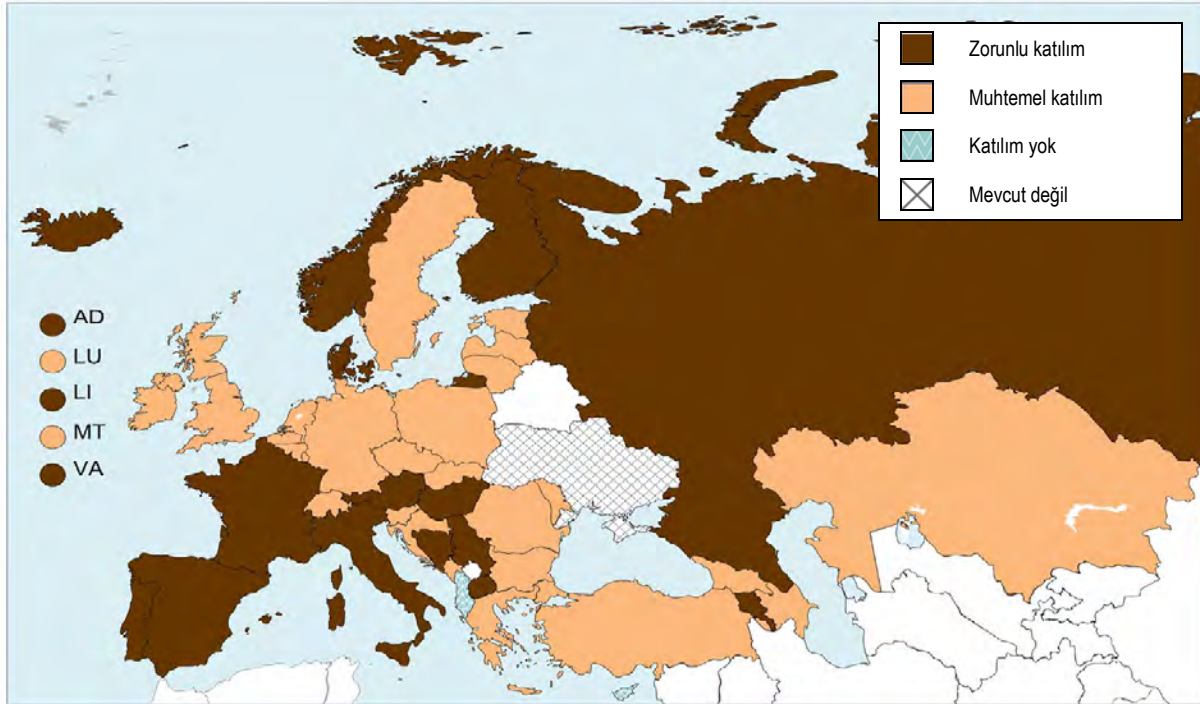 Zorunlu katılım
Muhtemel katılım
Katılım yok
Mevcut değil
AD
LU
LI
MT
VA